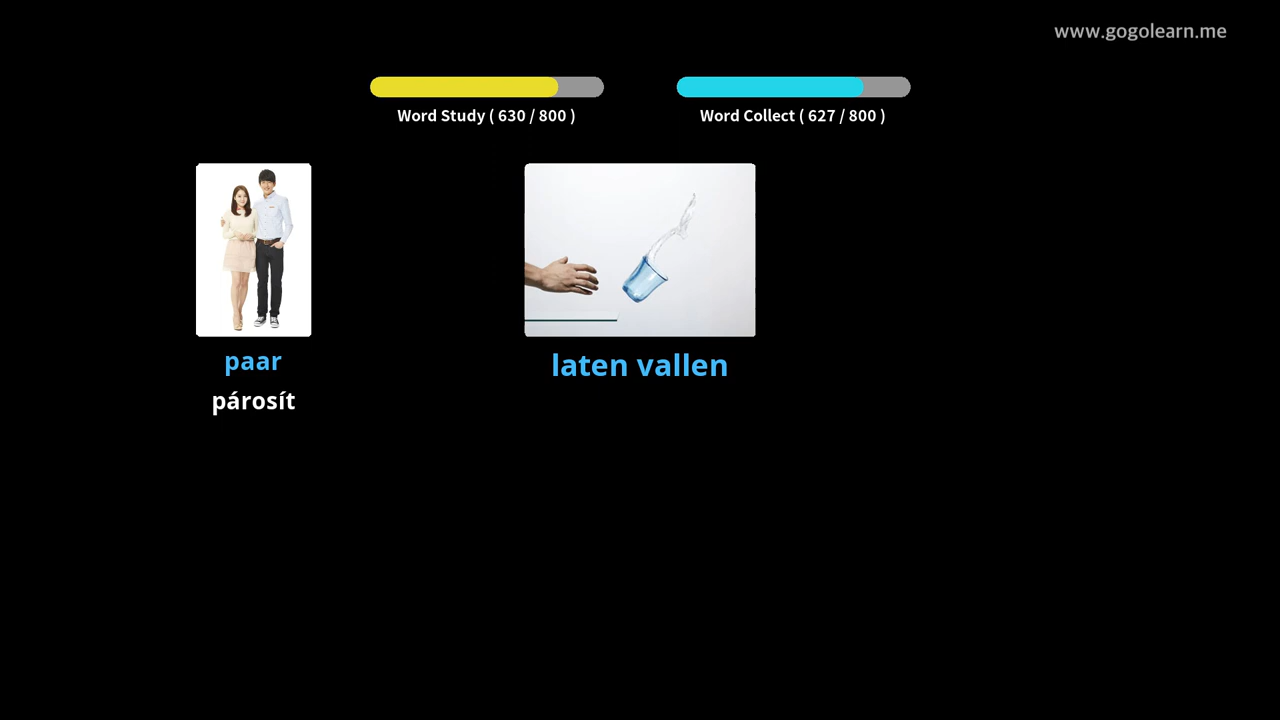 www.gogolearn.me
Word Study ( 630 / 800 )
Word Collect ( 627 / 800 )
paar
párosít
laten vallen